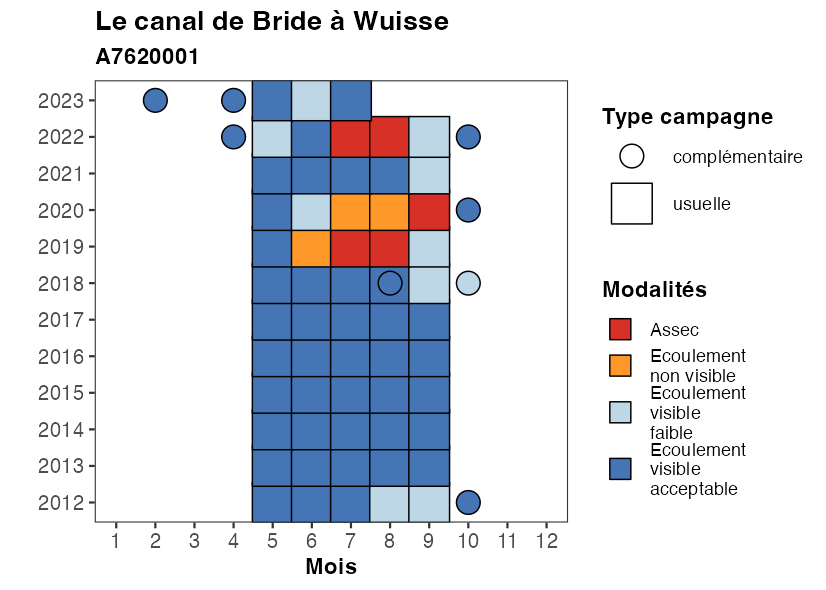 Le canal de Bride à Wuisse
A7620001
2023
2022
2021
2020
2019
2018
2017
2016
2015
2014
2013
2012
1 2 3 4 5 6 7 8 9 10 11 12
Mois
Type campagne
complémentaire
usuelle
Modalités
Assec
Ecoulement
non visible
Ecoulement
visible
faible
Ecoulement
visible
acceptable